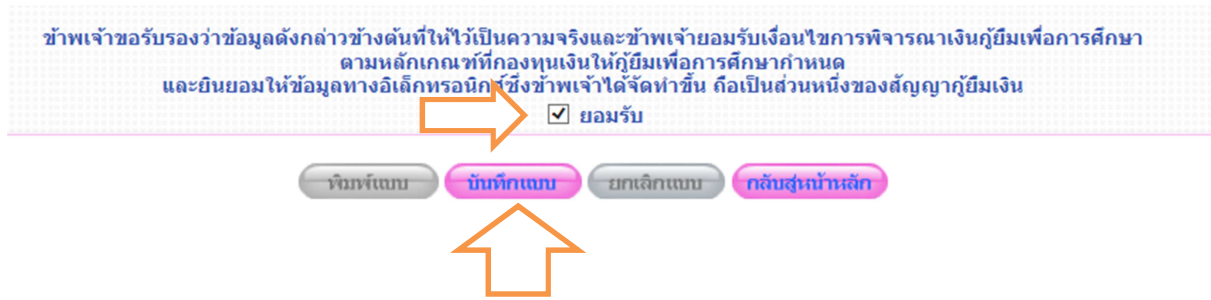 ข้าพเจ้าขอรับรองว่าข้อมูลดังกล่าวข้างต้นที่ให้ไว้เป็นความจริงและข้าพเจ้ายอมรับเงื่อนไขการพิจารณาเงินกู้ยืมเพื่อการศึกษา
ตามหลักเกณฑ์ที่กองทุนเงินให้กู้ยืมเพื่อการศึกษากำหนด
และยินยอมให้ข้อมูลทางอิเล็กทรอนิกส์ซึ่งข้าพเจ้าได้จัดทำขึ้น ถือเป็นส่วนหนึ่งของสัญญากู้ยืมเงิน
ยอมรับ
พิมพ์แบบ บันทึกแบบ ยกเลิกแบบ กลับสู่หน้าหลัก